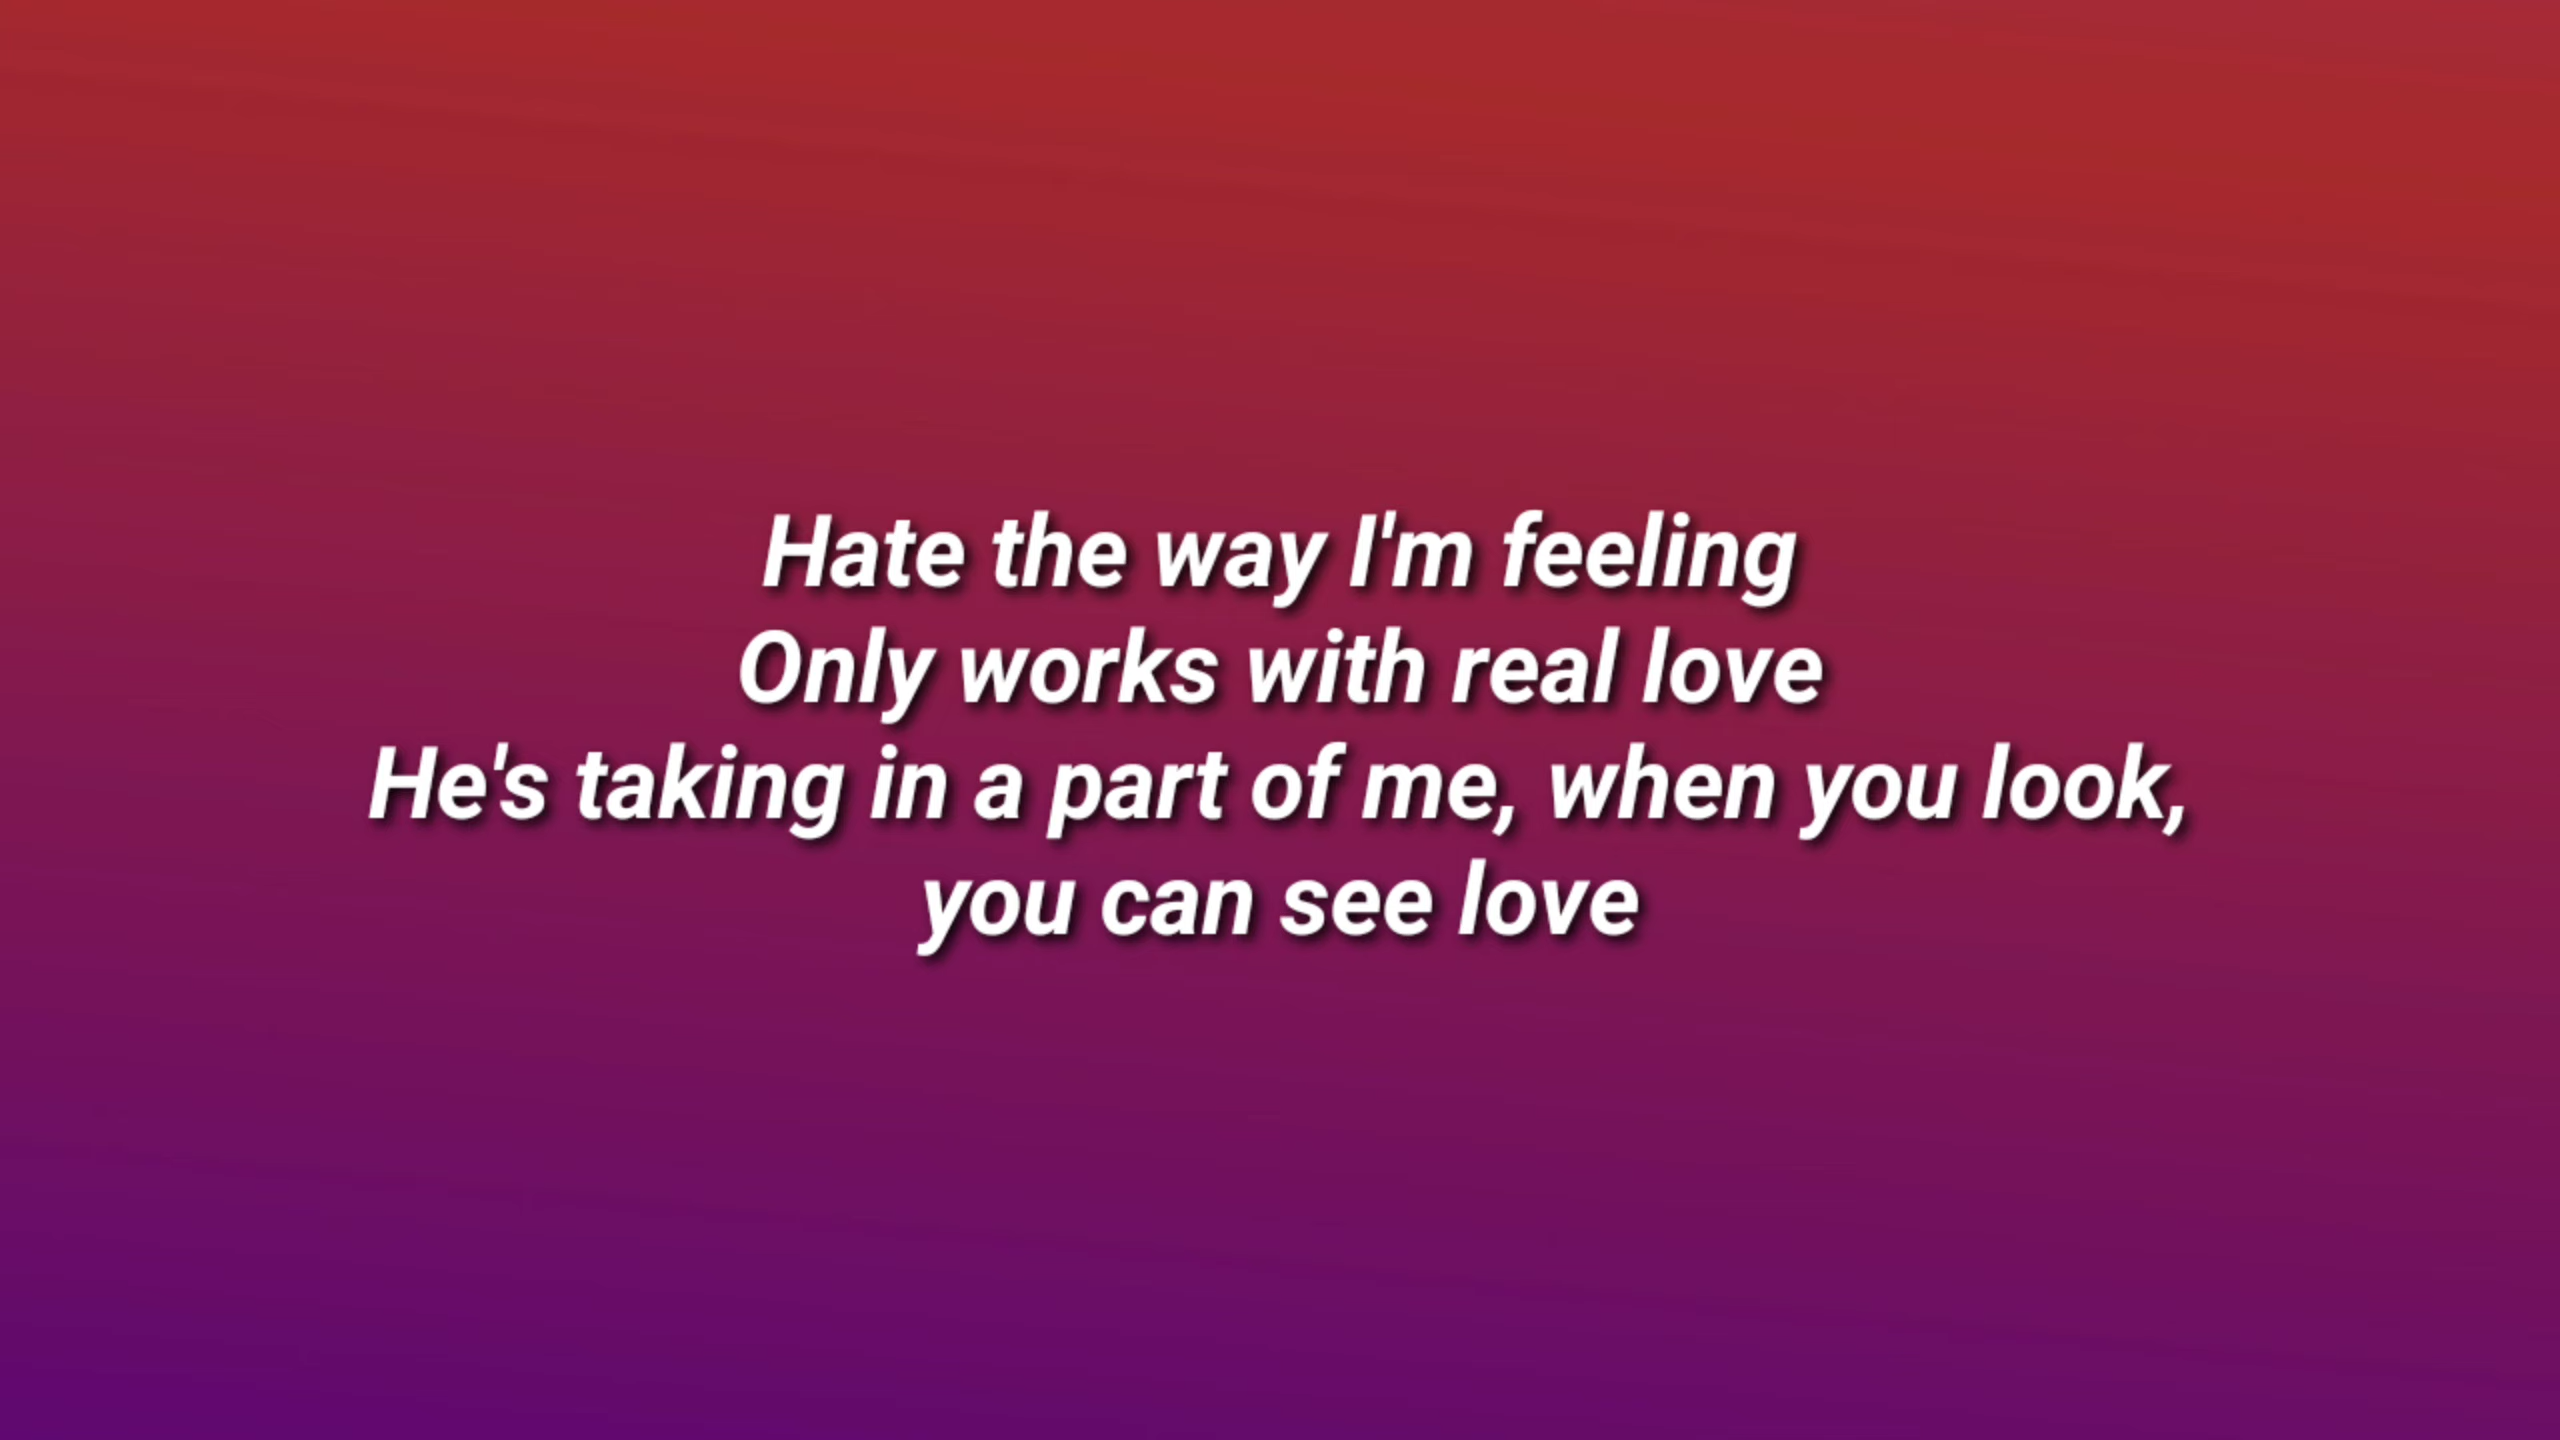 Hate the way I'm feeling
Only works with real love
He's taking in a part of me, when you look,
you can see love